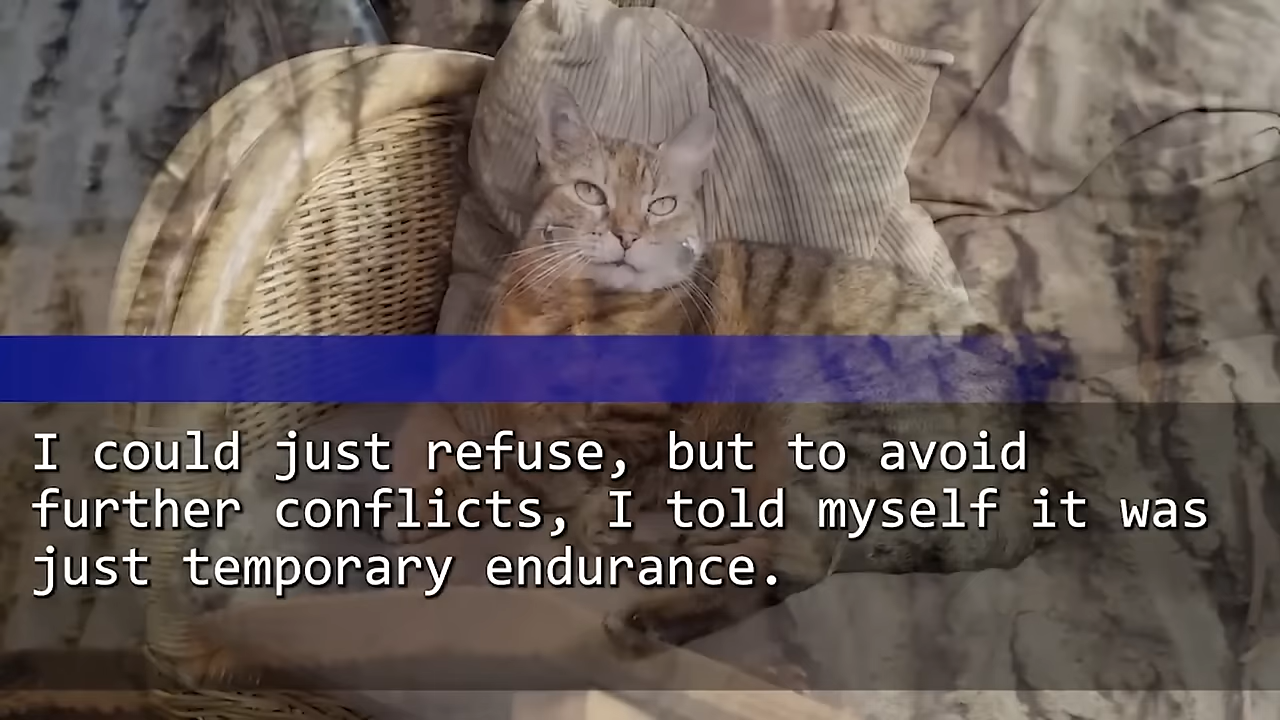 I could just refuse, but to avoid
further conflicts, I told myself it was
just temporary endurance.